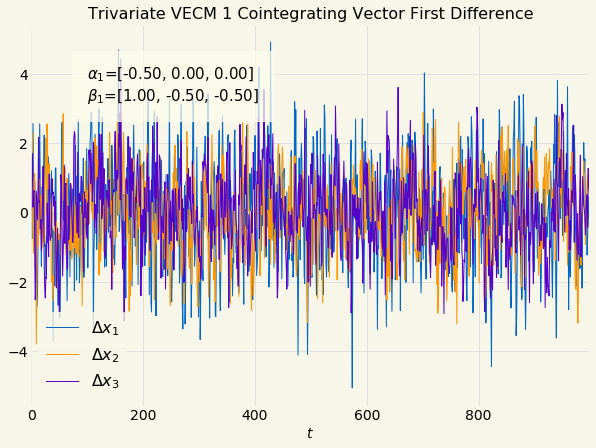 Trivariate VECM 1 Cointegrating Vector First Difference
α₁=[-0.50, 0.00, 0.00]
β₁=[1.00, -0.50, -0.50]
4
2
0
−2
−4
Δx₁
Δx₂
Δx₃
0 200 400 600 800
t